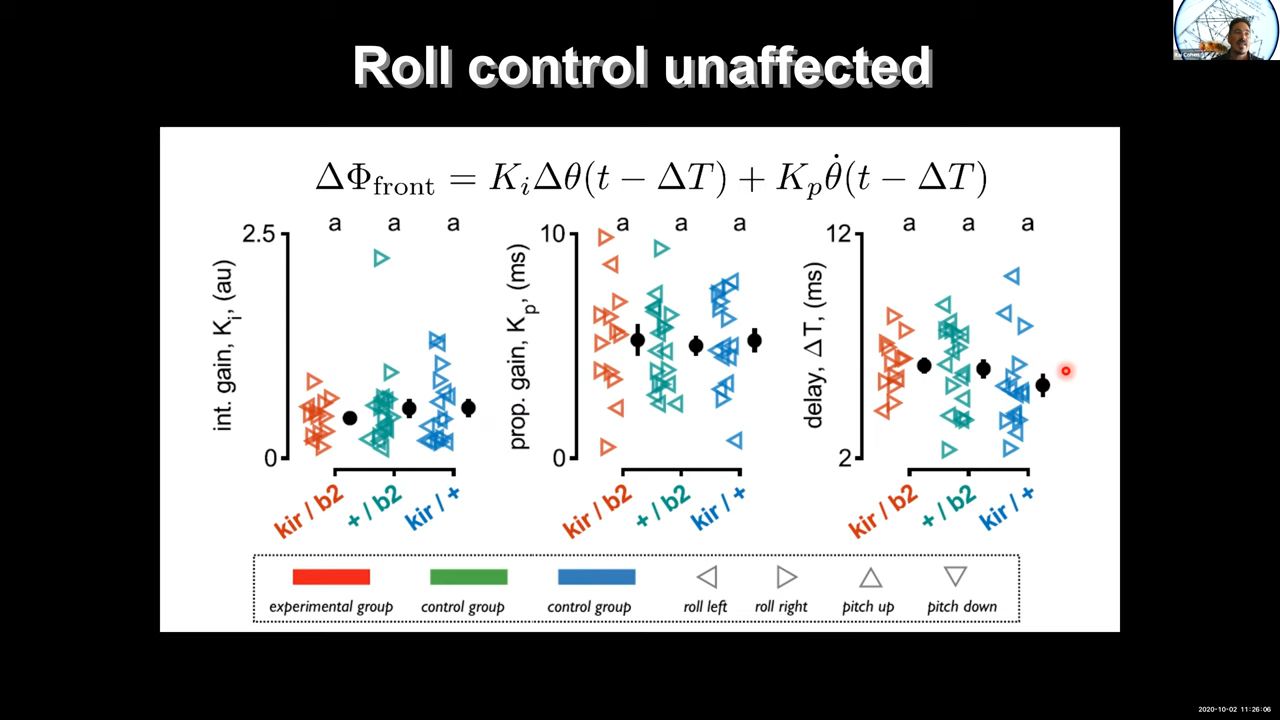 Roll control unaffected
ΔΦ_front = K_i Δθ(t − ΔT) + K_p θ̇(t − ΔT)
a a a
a a a
a a a
2.5
int. gain, K_i, (au)
0
kir / b2
+ / b2
kir / +
10
prop. gain, K_p, (ms)
0
kir / b2
+ / b2
kir / +
12
delay, ΔT, (ms)
2
kir / b2
+ / b2
kir / +
experimental group
control group
control group
roll left
roll right
pitch up
pitch down
2020-10-02 11:26:06